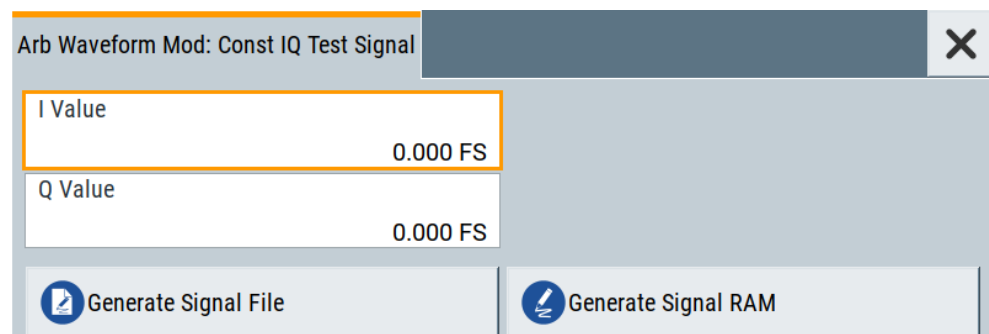 Arb Waveform Mod: Const IQ Test Signal
I Value
0.000 FS
Q Value
0.000 FS
Generate Signal File
Generate Signal RAM